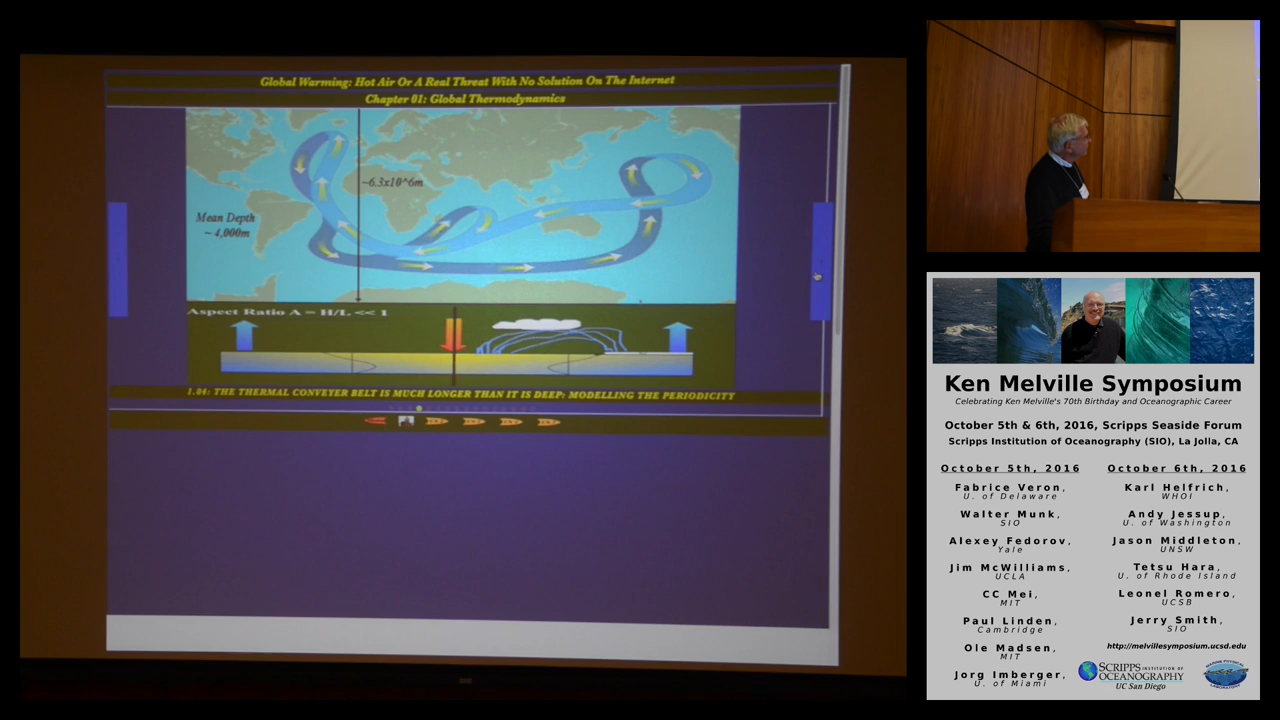 Global Warming: Hot Air Or A Real Threat With No Solution On The Internet
Chapter 01: Global Thermodynamics
~6.3x10^6m
Mean Depth
~ 4,000m
Aspect Ratio A = H/L << 1
1.04: THE THERMAL CONVEYER BELT IS MUCH LONGER THAN IT IS DEEP: MODELLING THE PERIODICITY
Ken Melville Symposium
Celebrating Ken Melville's 70th Birthday and Oceanographic Career
October 5th & 6th, 2016, Scripps Seaside Forum
Scripps Institution of Oceanography (SIO), La Jolla, CA
October 5th, 2016
Fabrice Veron,
U. of Delaware
Walter Munk,
SIO
Alexey Fedorov,
Yale
Jim McWilliams,
UCLA
CC Mei,
MIT
Paul Linden,
Cambridge
Ole Madsen,
MIT
Jorg Imberger,
U. of Miami
October 6th, 2016
Karl Helfrich,
WHOI
Andy Jessup,
U. of Washington
Jason Middleton,
UNSW
Tetsu Hara,
U. of Rhode Island
Leonel Romero,
UCSB
Jerry Smith,
SIO
http://melvillesymposium.ucsd.edu
SCRIPPS INSTITUTION OF
OCEANOGRAPHY
UC San Diego